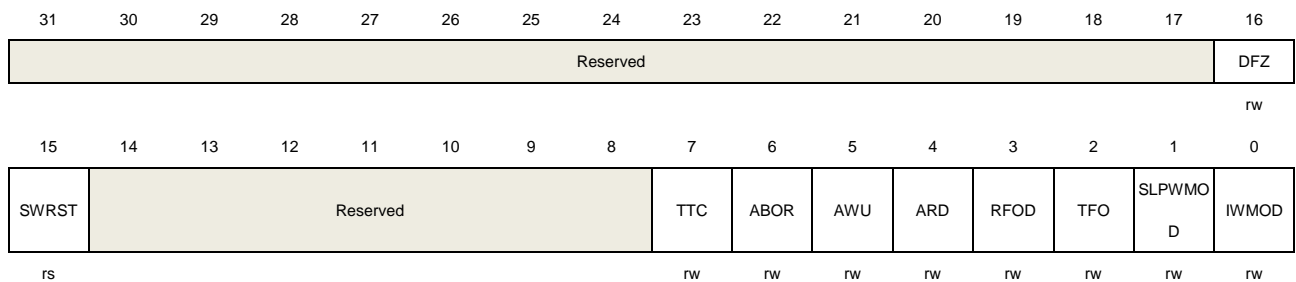 31 30 29 28 27 26 25 24 23 22 21 20 19 18 17 16
Reserved DFZ
rw
15 14 13 12 11 10 9 8 7 6 5 4 3 2 1 0
SWRST Reserved TTC ABOR AWU ARD RFOD TFO SLPWMO
D IWMOD
rs rw rw rw rw rw rw rw rw